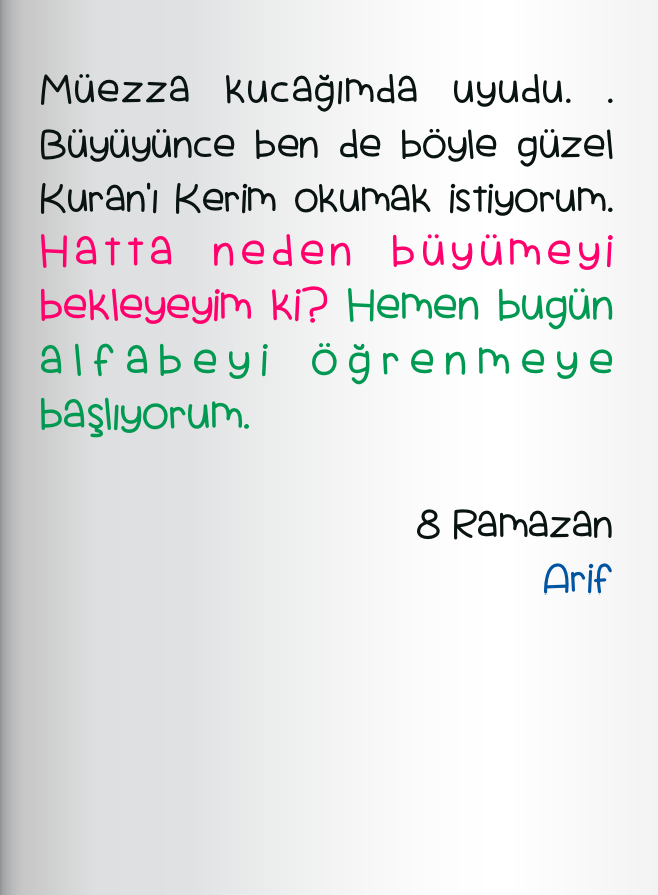 Müezza kucağımda uyudu. .
Büyüyünce ben de böyle güzel
Kuran'ı Kerim okumak istiyorum.
Hatta neden büyümeyi
bekleyeyim ki? Hemen bugün
alfabeyi öğrenmeye
başlıyorum.
8 Ramazan
Arif